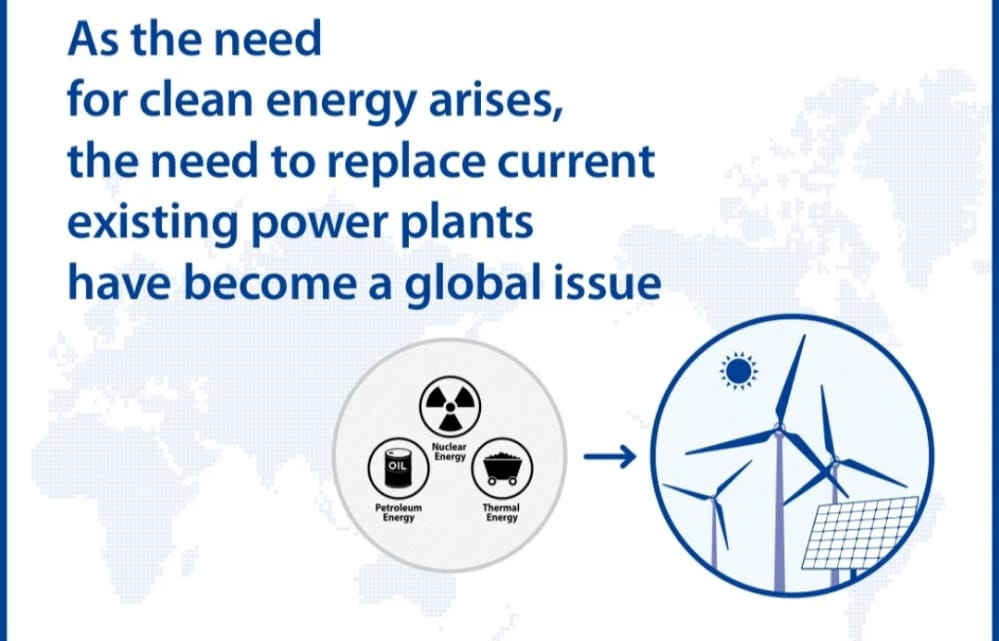 As the need
for clean energy arises,
the need to replace current
existing power plants
have become a global issue
Nuclear
Energy
OIL
Petroleum
Energy
Thermal
Energy